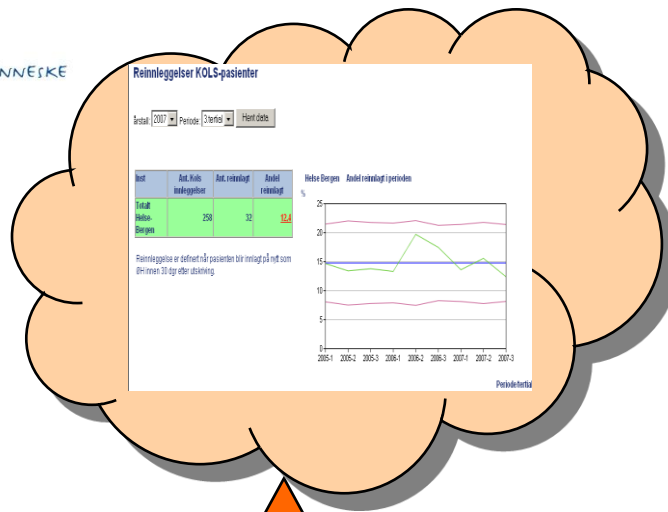 NNESKE
Reinnleggelser KOLS-pasienter
årstall: 2007 Periode: 3.tertial Hent data
Inst Ant. Kols innleggelser Ant. reinnlagt Andel reinnlagt
Totalt Helse-Bergen 258 32 12,4
Reinnleggelse er definert når pasienten blir innlagt på nytt som
ØH innen 30 dgr etter utskriving.
Helse Bergen Andel reinnlagt i perioden
%
25
20
15
10
5
0
2005-1 2005-2 2005-3 2006-1 2006-2 2006-3 2007-1 2007-2 2007-3
Periode/tertial